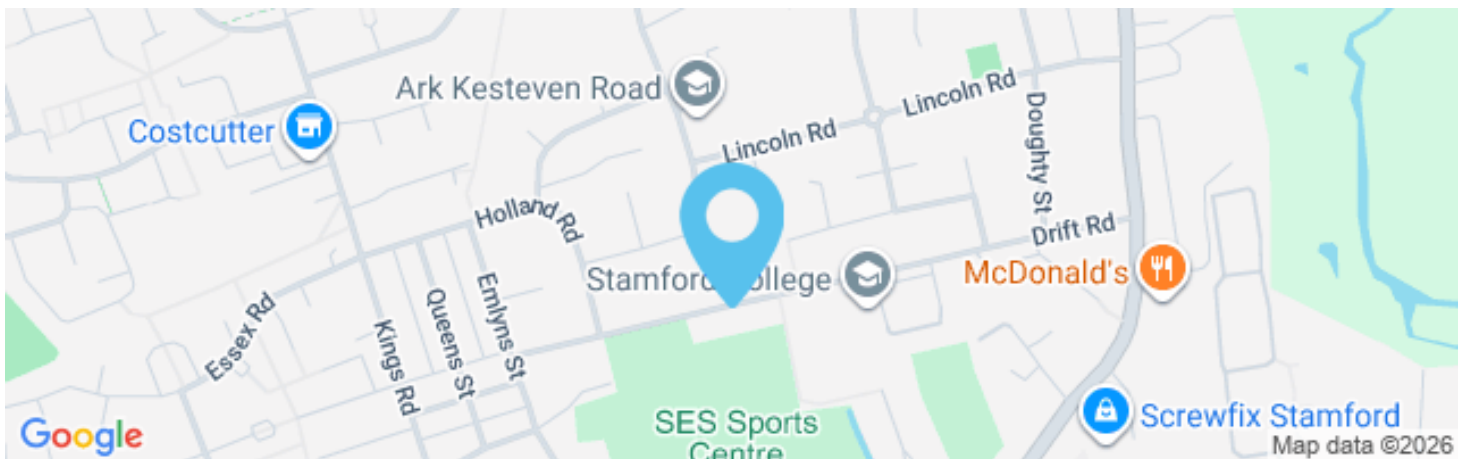 Ark Kesteven Road
Lincoln Rd
Costcutter
Lincoln Rd
Doughty St
Holland Rd
Drift Rd
Stamford College
McDonald's
Emlyns St
Queens St
Essex Rd
Kings Rd
SES Sports
Centre
Screwfix Stamford
Google
Map data ©2026